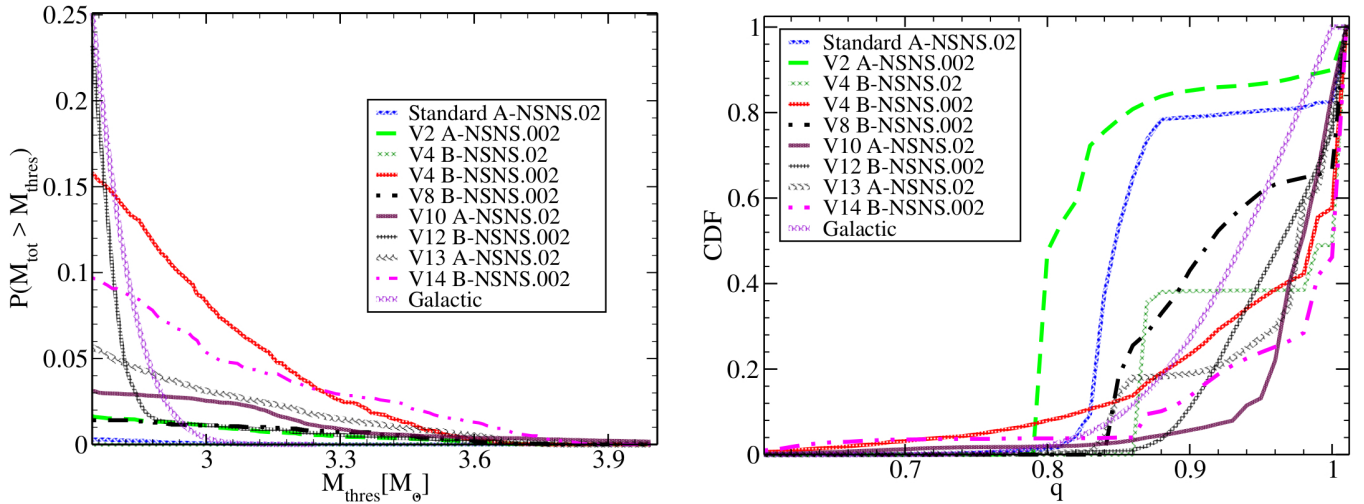 0.25
0.2
0.15
0.1
0.05
0
P(M_tot > M_thres)
Standard A-NSNS.02
V2 A-NSNS.002
V4 B-NSNS.02
V4 B-NSNS.002
V8 B-NSNS.002
V10 A-NSNS.02
V12 B-NSNS.002
V13 A-NSNS.02
V14 B-NSNS.002
Galactic
3 3.3 3.6 3.9
M_thres[M_⊙]
1
0.8
0.6
0.4
0.2
0
CDF
Standard A-NSNS.02
V2 A-NSNS.002
V4 B-NSNS.02
V4 B-NSNS.002
V8 B-NSNS.002
V10 A-NSNS.02
V12 B-NSNS.002
V13 A-NSNS.02
V14 B-NSNS.002
Galactic
0.7 0.8 0.9 1
q